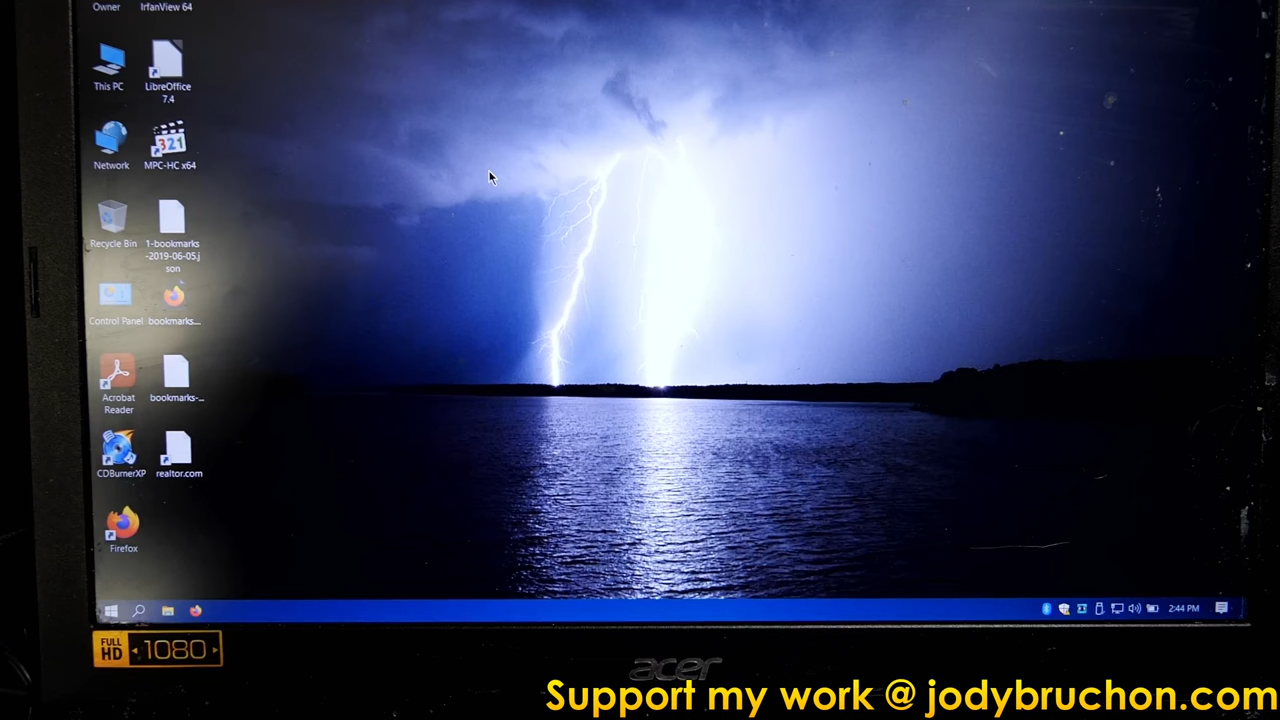 Owner
IrfanView 64
This PC
LibreOffice
7.4
Network
MPC-HC x64
321
Recycle Bin
1-bookmarks
-2019-06-05.j
son
Control Panel
bookmarks....
Acrobat
Reader
bookmarks-...
CDBurnerXP
realtor.com
Firefox
2:44 PM
FULL
HD
1080
acer
Support my work @ jodybruchon.com